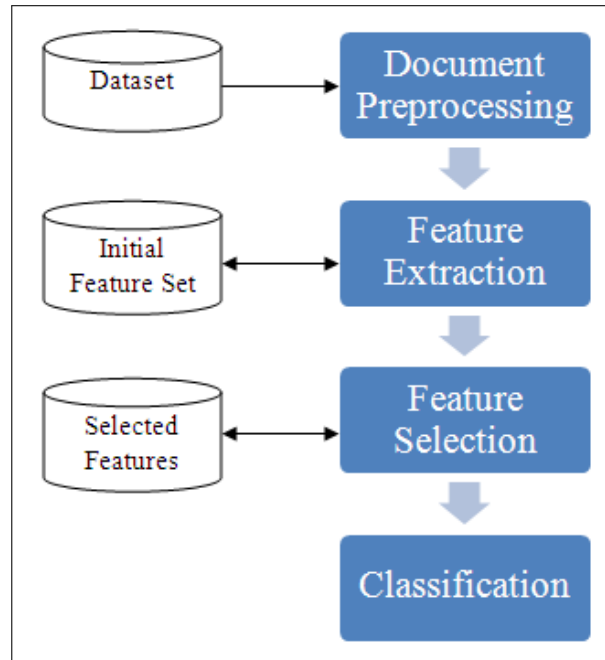 Dataset
Document
Preprocessing
Initial
Feature Set
Feature
Extraction
Selected
Features
Feature
Selection
Classification